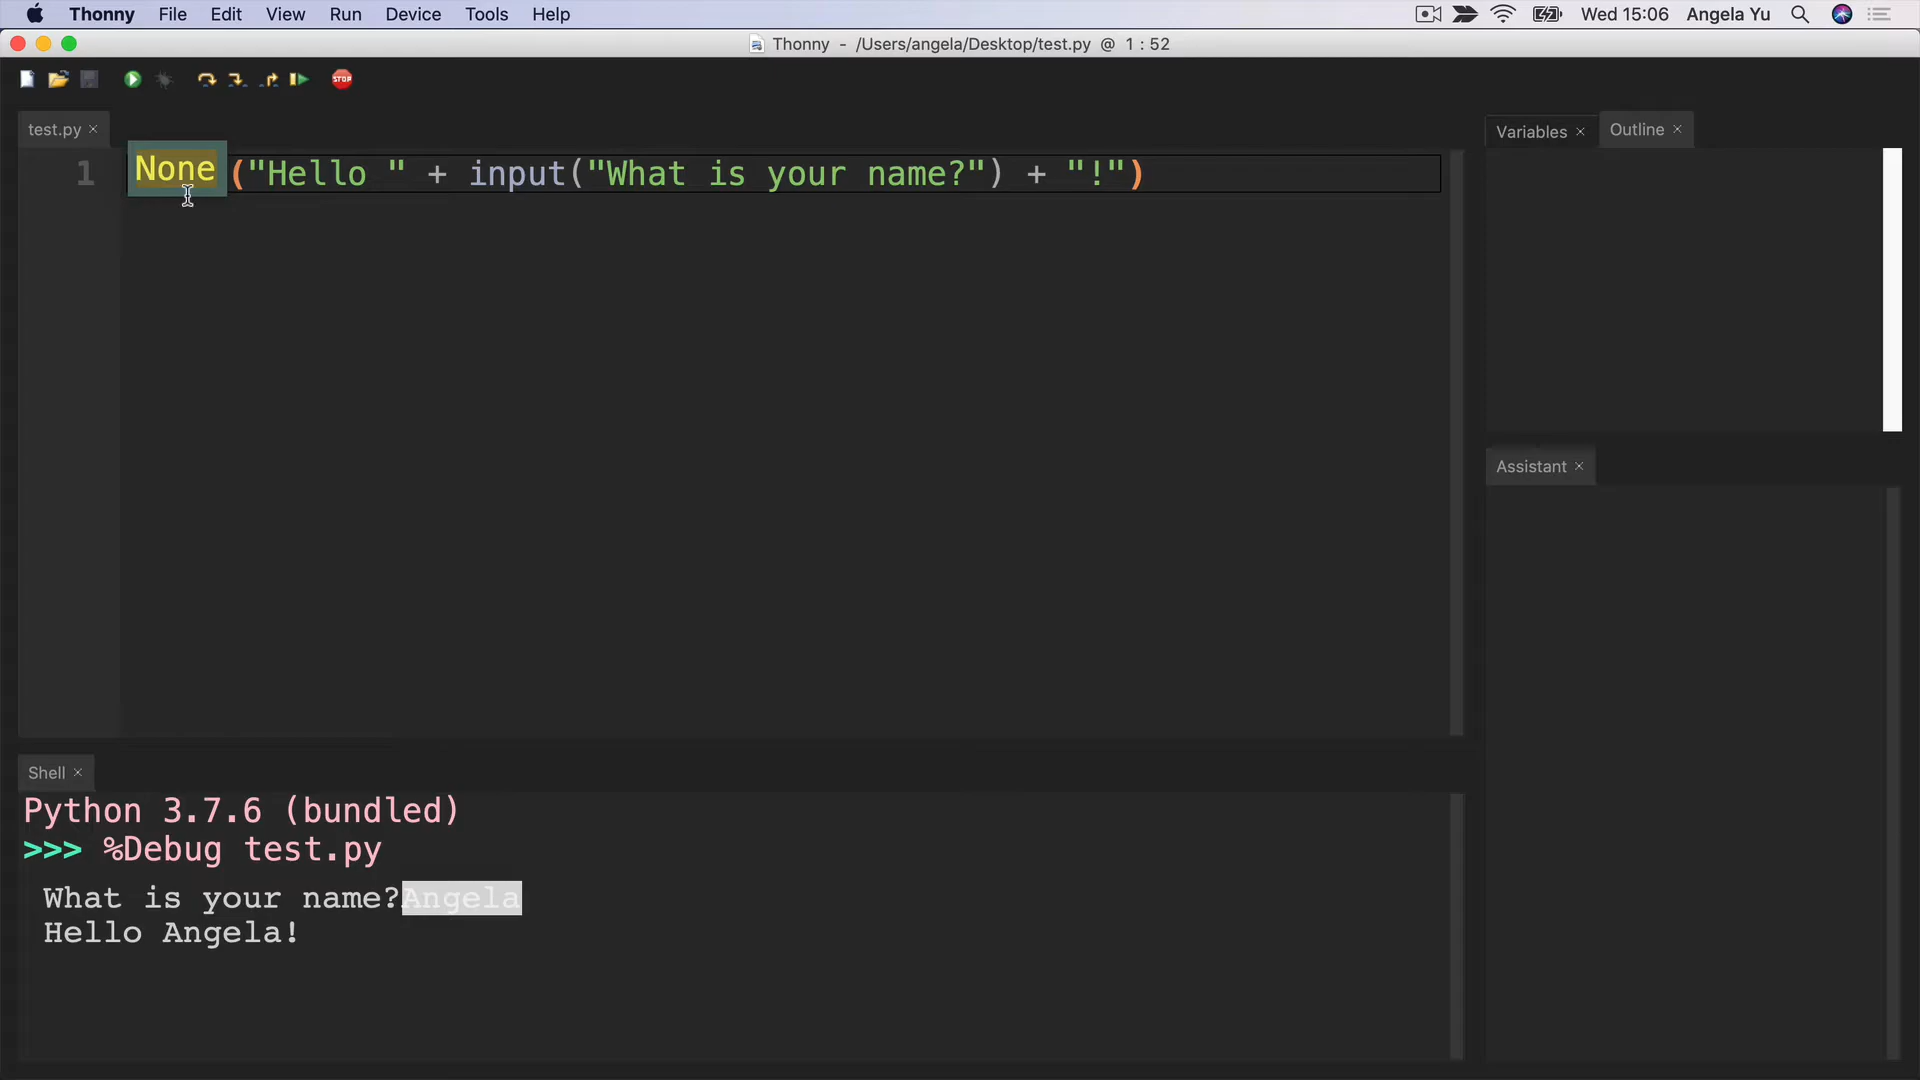 Thonny File Edit View Run Device Tools Help Wed 15:06 Angela Yu
Thonny - /Users/angela/Desktop/test.py @ 1 : 52
STOP
test.py
Variables
Outline
1
None ("Hello " + input("What is your name?") + "!")
Assistant
Shell
Python 3.7.6 (bundled)
>>> %Debug test.py
What is your name?Angela
Hello Angela!